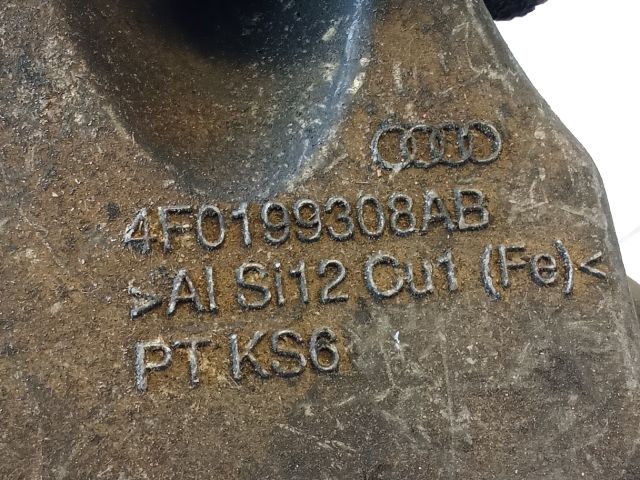 4F0199308AB
>Al Si12 Cu1 (Fe)<
PT KS6